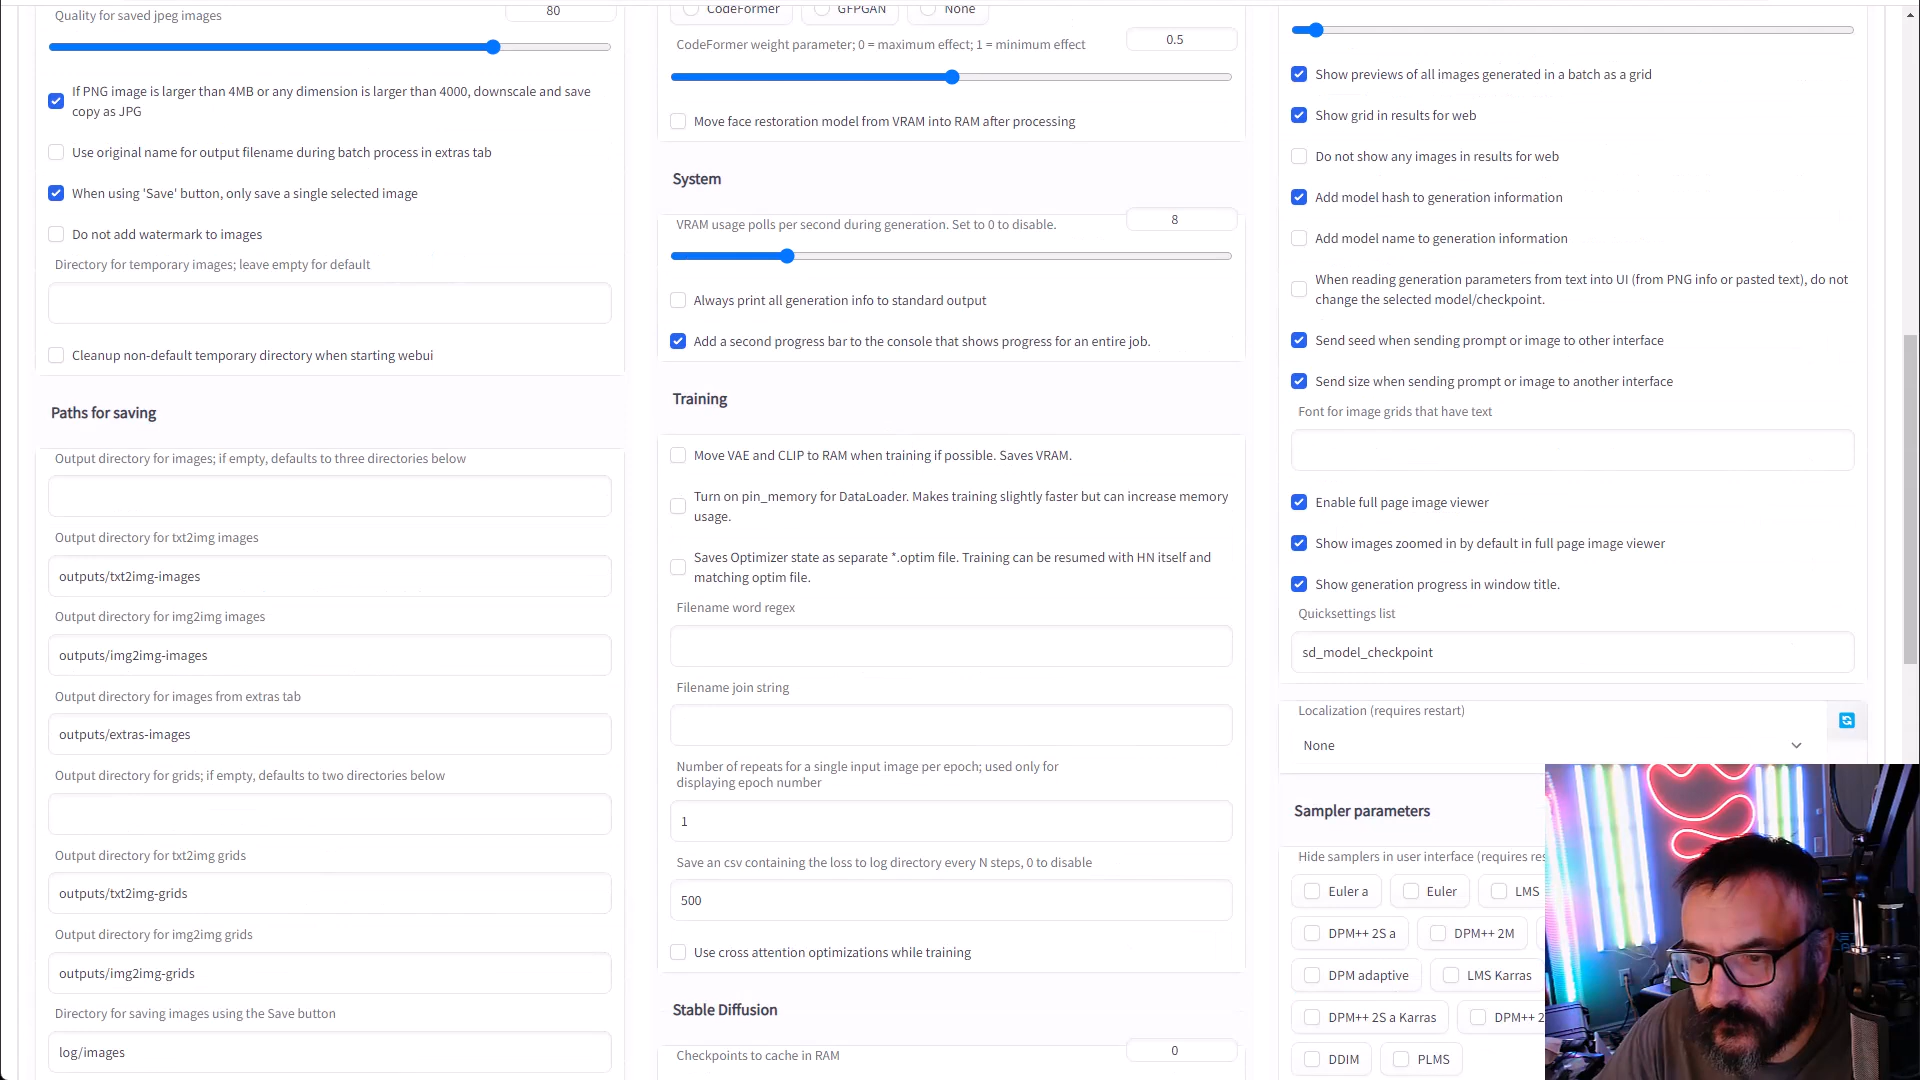 Quality for saved jpeg images
80
If PNG image is larger than 4MB or any dimension is larger than 4000, downscale and save
copy as JPG
Use original name for output filename during batch process in extras tab
When using 'Save' button, only save a single selected image
Do not add watermark to images
Directory for temporary images; leave empty for default
Cleanup non-default temporary directory when starting webui
Paths for saving
Output directory for images; if empty, defaults to three directories below
Output directory for txt2img images
outputs/txt2img-images
Output directory for img2img images
outputs/img2img-images
Output directory for images from extras tab
outputs/extras-images
Output directory for grids; if empty, defaults to two directories below
Output directory for txt2img grids
outputs/txt2img-grids
Output directory for img2img grids
outputs/img2img-grids
Directory for saving images using the Save button
log/images
CodeFormer
GFPGAN
None
CodeFormer weight parameter; 0 = maximum effect; 1 = minimum effect
0.5
Move face restoration model from VRAM into RAM after processing
System
VRAM usage polls per second during generation. Set to 0 to disable.
8
Always print all generation info to standard output
Add a second progress bar to the console that shows progress for an entire job.
Training
Move VAE and CLIP to RAM when training if possible. Saves VRAM.
Turn on pin_memory for DataLoader. Makes training slightly faster but can increase memory
usage.
Saves Optimizer state as separate *.optim file. Training can be resumed with HN itself and
matching optim file.
Filename word regex
Filename join string
Number of repeats for a single input image per epoch; used only for
displaying epoch number
1
Save an csv containing the loss to log directory every N steps, 0 to disable
500
Use cross attention optimizations while training
Stable Diffusion
Checkpoints to cache in RAM
0
Show previews of all images generated in a batch as a grid
Show grid in results for web
Do not show any images in results for web
Add model hash to generation information
Add model name to generation information
When reading generation parameters from text into UI (from PNG info or pasted text), do not
change the selected model/checkpoint.
Send seed when sending prompt or image to other interface
Send size when sending prompt or image to another interface
Font for image grids that have text
Enable full page image viewer
Show images zoomed in by default in full page image viewer
Show generation progress in window title.
Quicksettings list
sd_model_checkpoint
Localization (requires restart)
None
Sampler parameters
Hide samplers in user interface (requires res
Euler a
Euler
LMS
DPM++ 2S a
DPM++ 2M
DPM adaptive
LMS Karras
DPM++ 2S a Karras
DPM++ 2
DDIM
PLMS